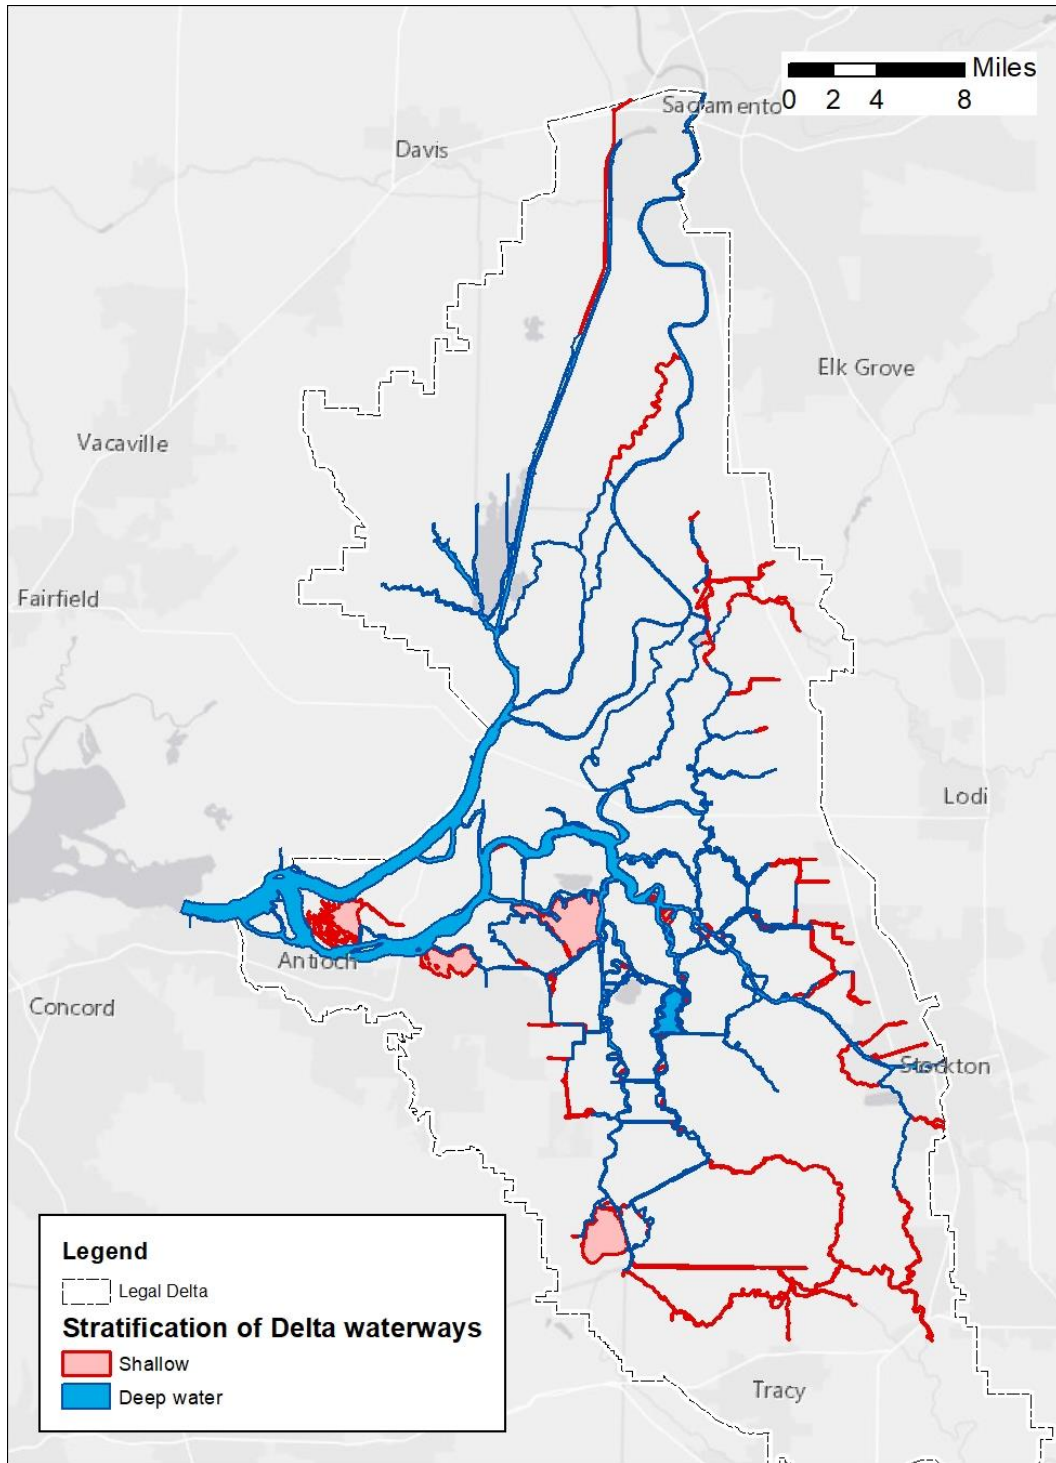 Miles
0 2 4 8
Sacramento
Davis
Elk Grove
Vacaville
Fairfield
Lodi
Antioch
Concord
Stockton
Legend
Legal Delta
Stratification of Delta waterways
Shallow
Deep water
Tracy